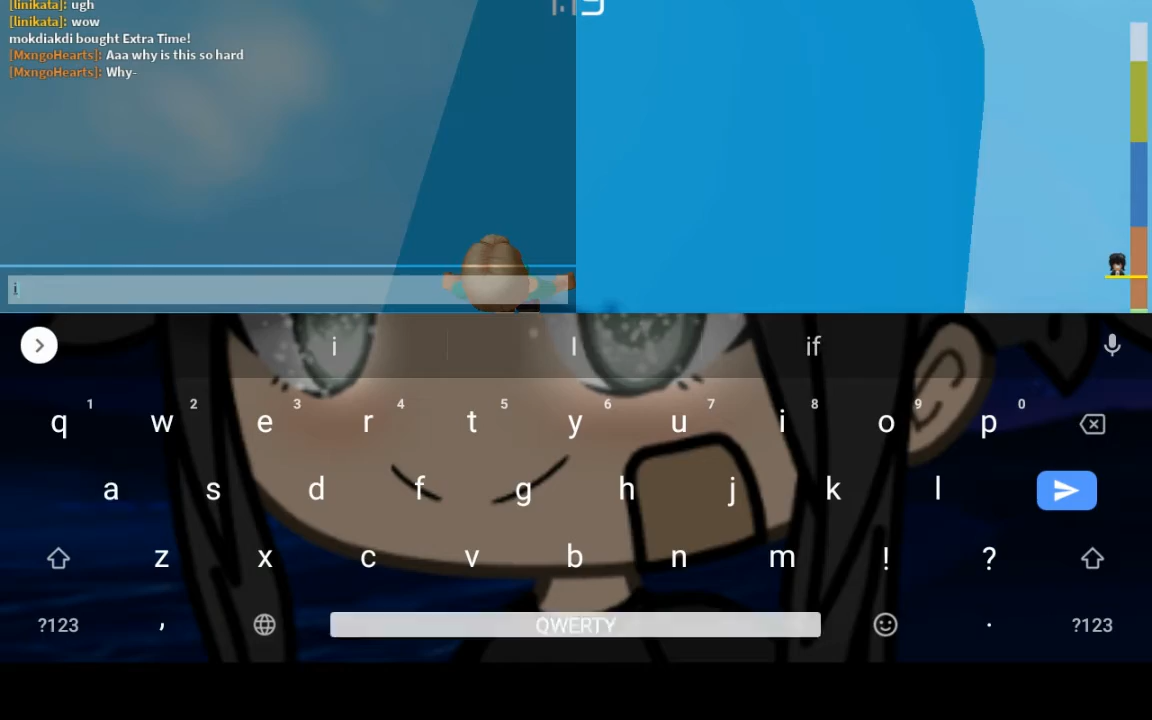 [linikata]: ugh
[linikata]: wow
mokdiakdi bought Extra Time!
[MxngoHearts]: Aaa why is this so hard
[MxngoHearts]: Why-
i
i I if
1 2 3 4 5 6 7 8 9 0
q w e r t y u i o p
a s d f g h j k l
z x c v b n m ! ?
?123 , QWERTY . ?123